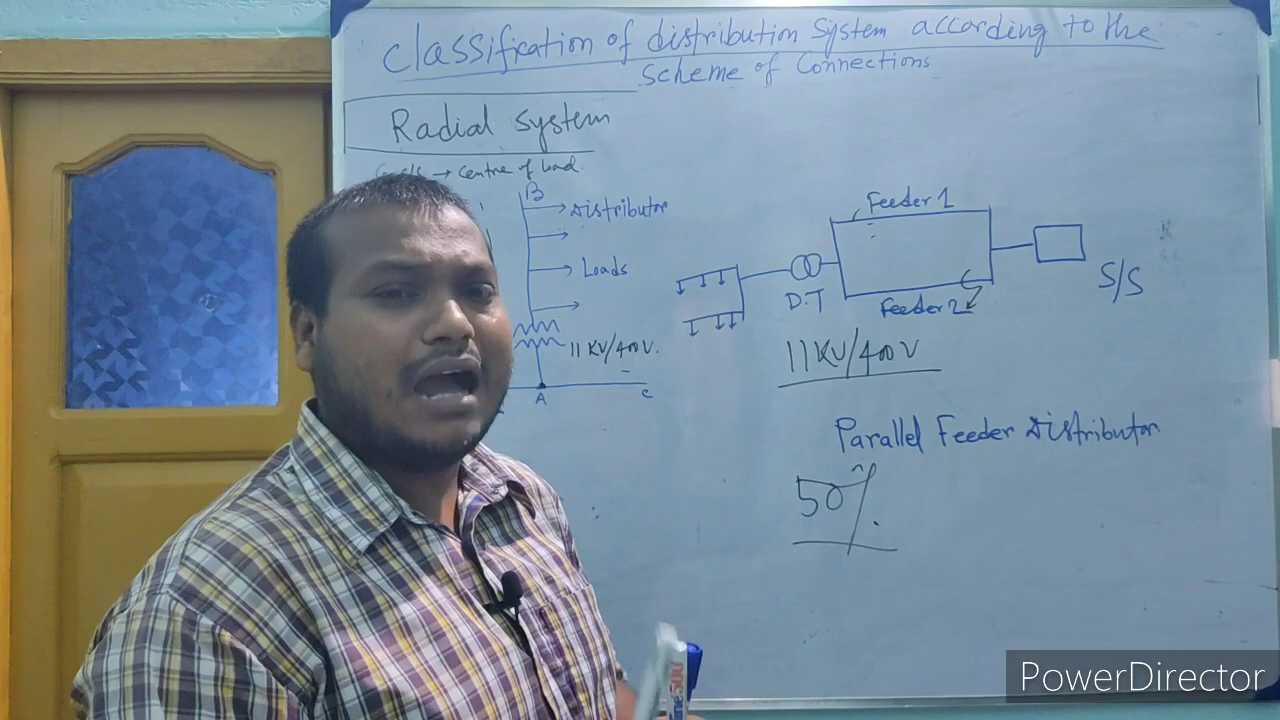 Classification of distribution System according to the
Scheme of Connections
Radial system
→ Centre of load.
B
Distributor
Loads
11 KV/400V.
A
C
Feeder 1
D.T
Feeder 2
S/S
11KV/400V
Parallel Feeder Distributor
50%
PowerDirector